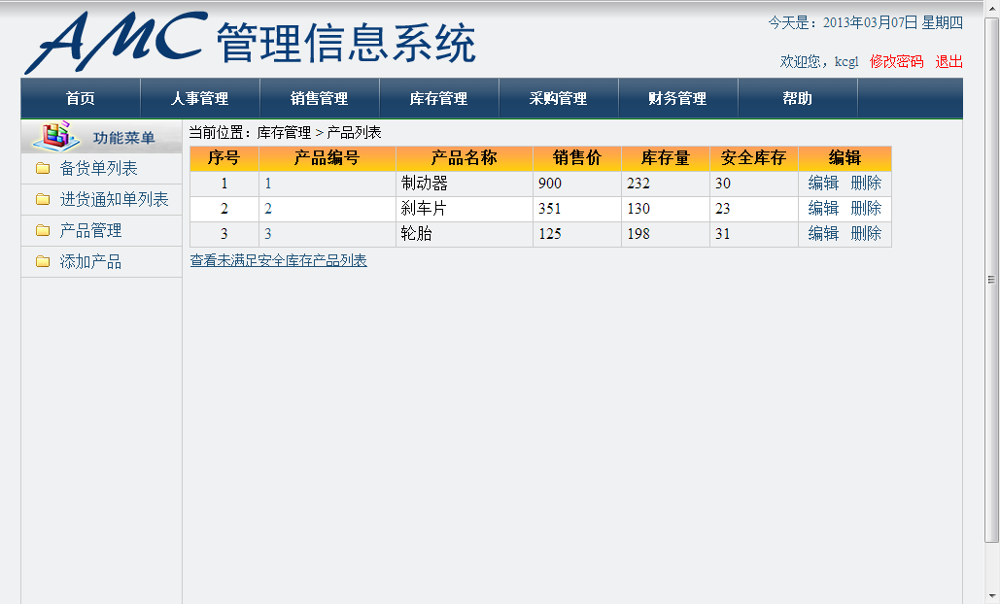 AMC 管理信息系统
今天是：2013年03月07日 星期四
欢迎您，kcgl 修改密码 退出
首页 人事管理 销售管理 库存管理 采购管理 财务管理 帮助
功能菜单
备货单列表
进货通知单列表
产品管理
添加产品
当前位置：库存管理 > 产品列表
序号 产品编号 产品名称 销售价 库存量 安全库存 编辑
1 1 制动器 900 232 30 编辑 删除
2 2 刹车片 351 130 23 编辑 删除
3 3 轮胎 125 198 31 编辑 删除
查看未满足安全库存产品列表